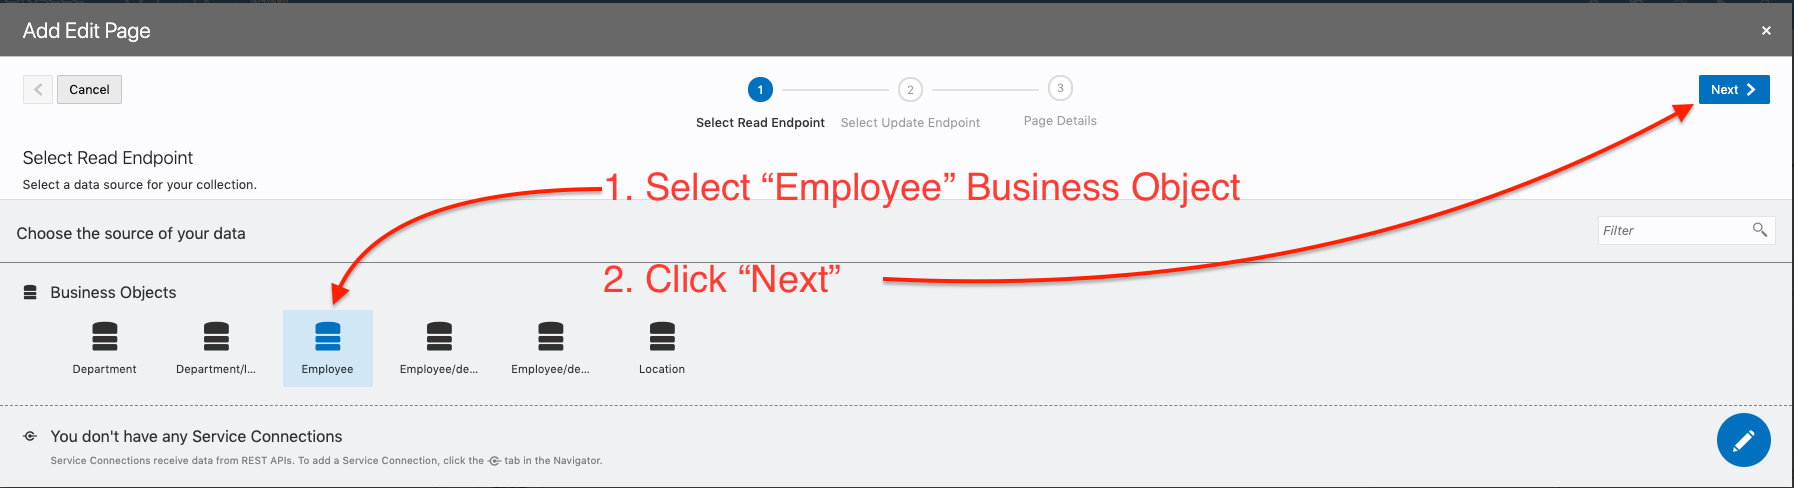 Add Edit Page
×
Cancel
1
2
3
Next
Select Read Endpoint
Select Update Endpoint
Page Details
Select Read Endpoint
Select a data source for your collection.
1. Select “Employee” Business Object
Choose the source of your data
Filter
2. Click “Next”
Business Objects
Department
Department/l...
Employee
Employee/de...
Employee/de...
Location
You don't have any Service Connections
Service Connections receive data from REST APIs. To add a Service Connection, click the tab in the Navigator.